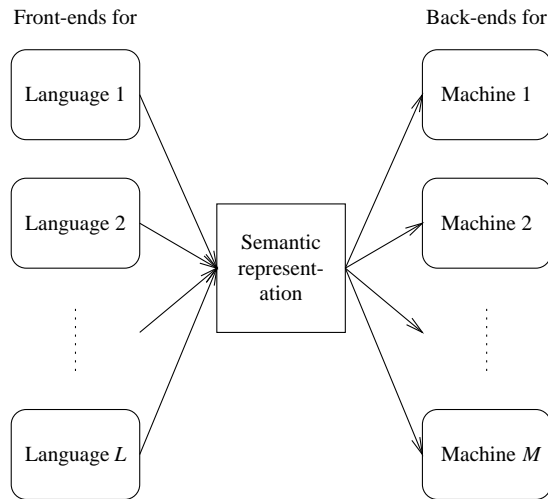 Front-ends for
Back-ends for
Language 1
Machine 1
Language 2
Machine 2
Semantic
represent-
ation
Language L
Machine M